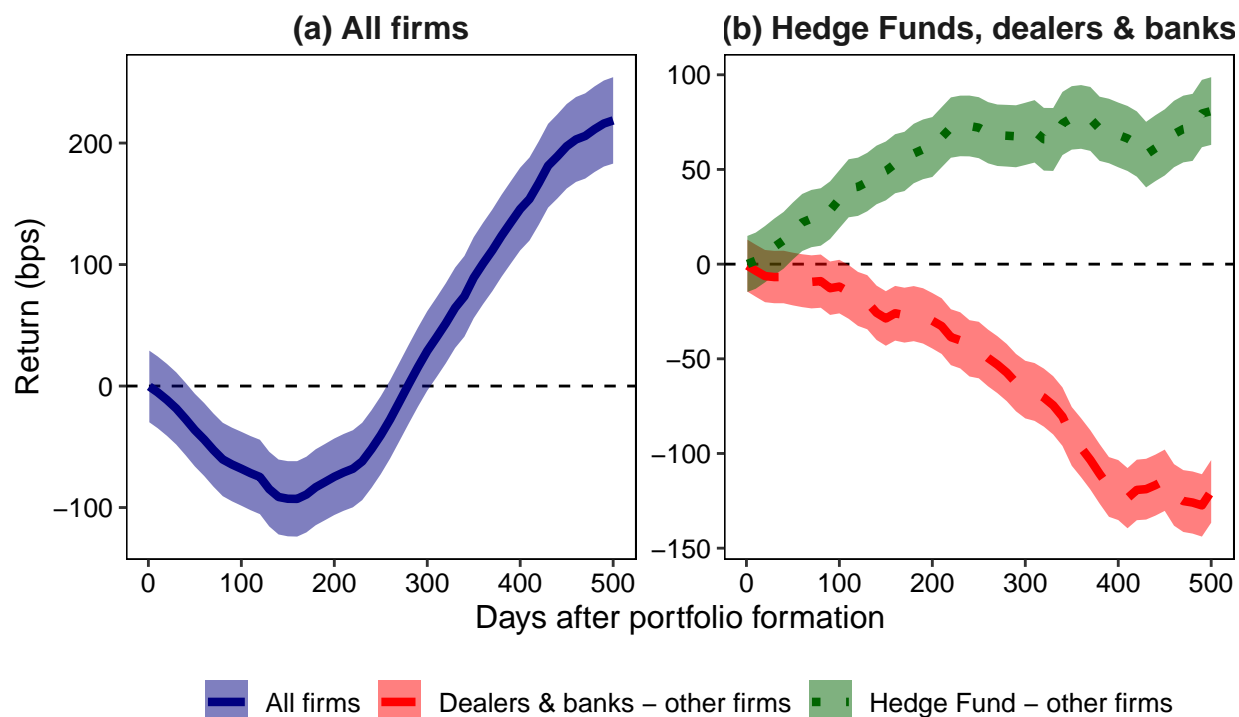 (a) All firms
(b) Hedge Funds, dealers & banks
Return (bps)
200
100
0
−100
0 100 200 300 400 500
100
50
0
−50
−100
−150
0 100 200 300 400 500
Days after portfolio formation
All firms Dealers & banks − other firms Hedge Fund − other firms